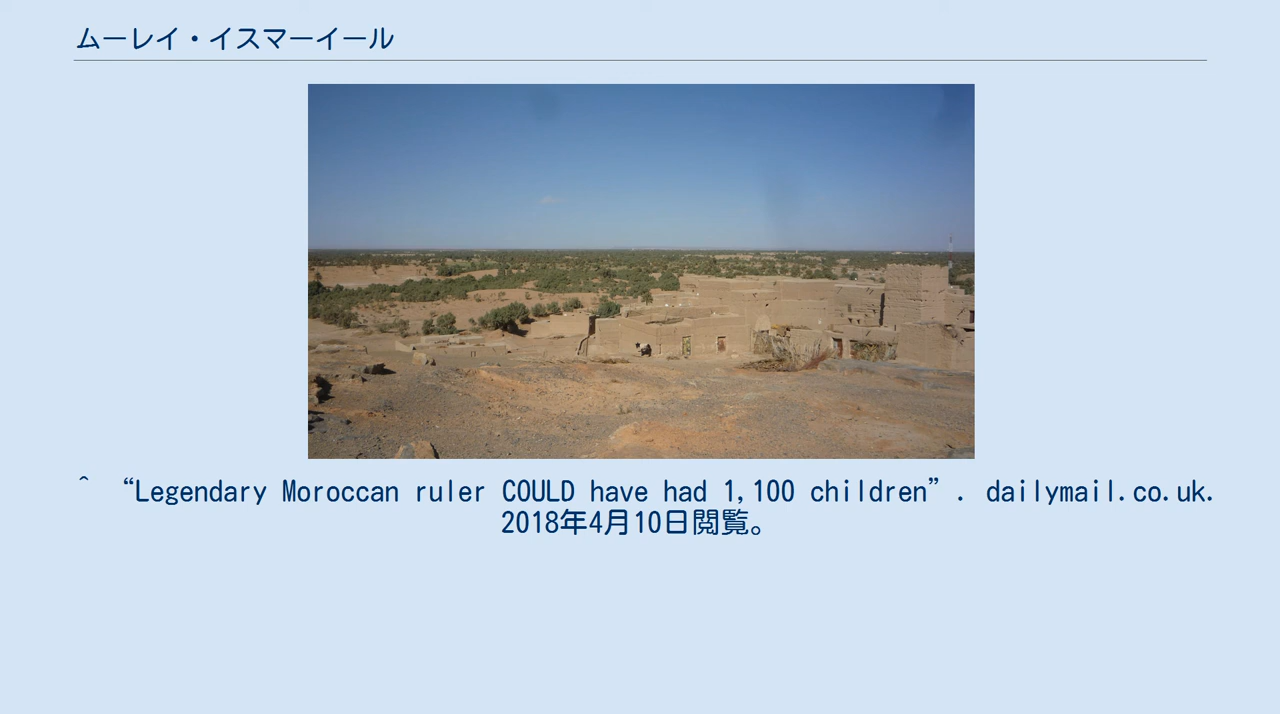 ムーレイ・イスマーイール
^ “Legendary Moroccan ruler COULD have had 1,100 children”. dailymail.co.uk.
2018年4月10日閲覧。